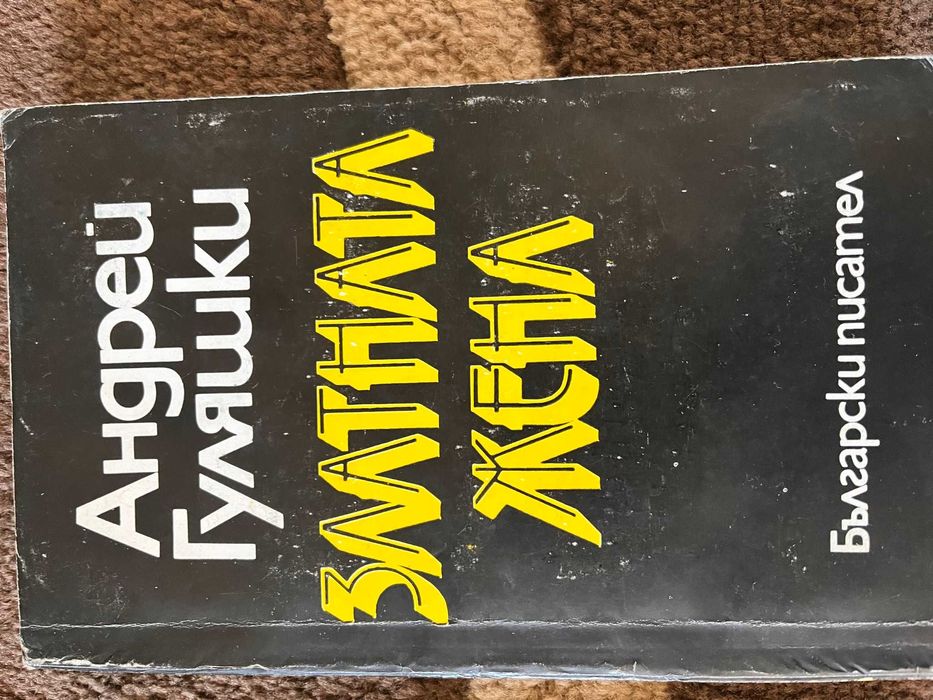 Андрей
Гуляшки
ЗЛАТНАТА
ЖЕНА
Български писател